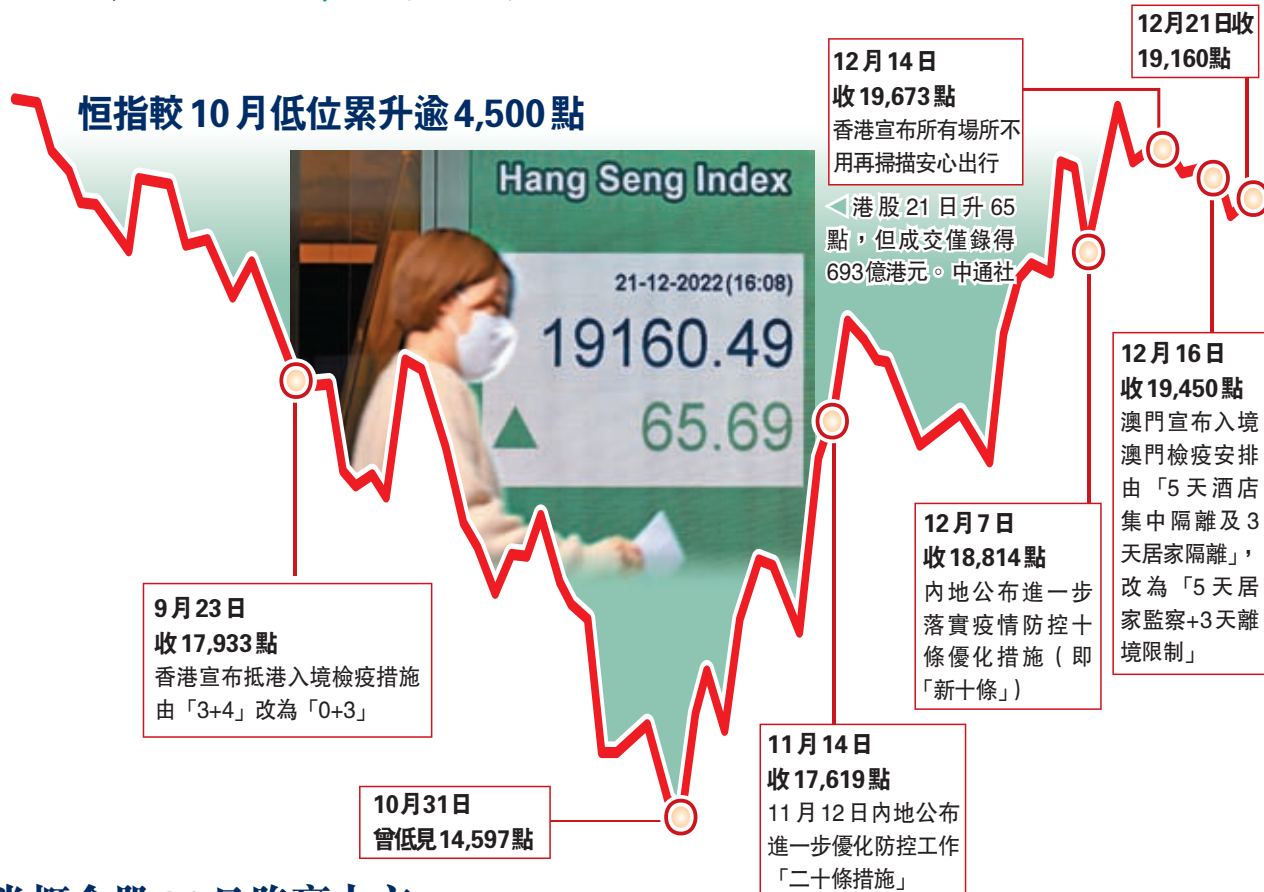 恒指較10月低位累升逾4,500點
Hang Seng Index
21-12-2022(16:08)
19160.49
▲ 65.69
◁港股21日升65
點，但成交僅錄得
693億港元。中通社
9月23日
收17,933點
香港宣布抵港入境檢疫措施
由「3+4」改為「0+3」
10月31日
曾低見14,597點
11月14日
收17,619點
11月12日內地公布
進一步優化防控工作
「二十條措施」
12月7日
收18,814點
內地公布進一步
落實疫情防控十
條優化措施（即
「新十條」）
12月14日
收19,673點
香港宣布所有場所不
用再掃描安心出行
12月16日
收19,450點
澳門宣布入境
澳門檢疫安排
由「5天酒店
集中隔離及3
天居家隔離」，
改為「5天居
家監察+3天離
境限制」
12月21日收
19,160點